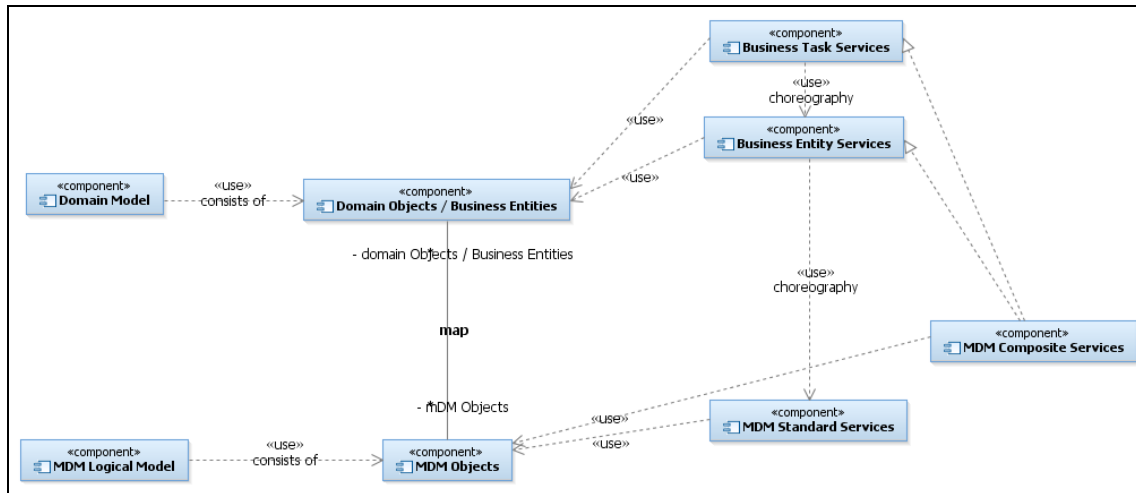 «component»
Business Task Services
«use»
choreography
«use»
«component»
Business Entity Services
«use»
«component»
Domain Model
«use»
consists of
«component»
Domain Objects / Business Entities
- domain Objects / Business Entities
*
«use»
choreography
map
«component»
MDM Composite Services
- mDM Objects
*
«use»
«component»
MDM Standard Services
«use»
«component»
MDM Logical Model
«use»
consists of
«component»
MDM Objects